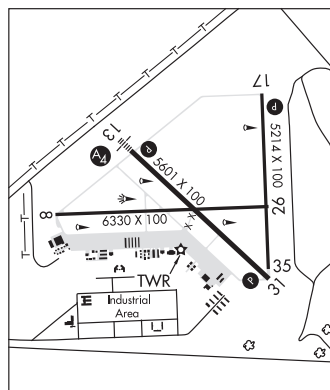 17
P
5214 X 100
13
A4
P
5601 X 100
8
6330 X 100
26
35
31
P
TWR
Industrial
Area